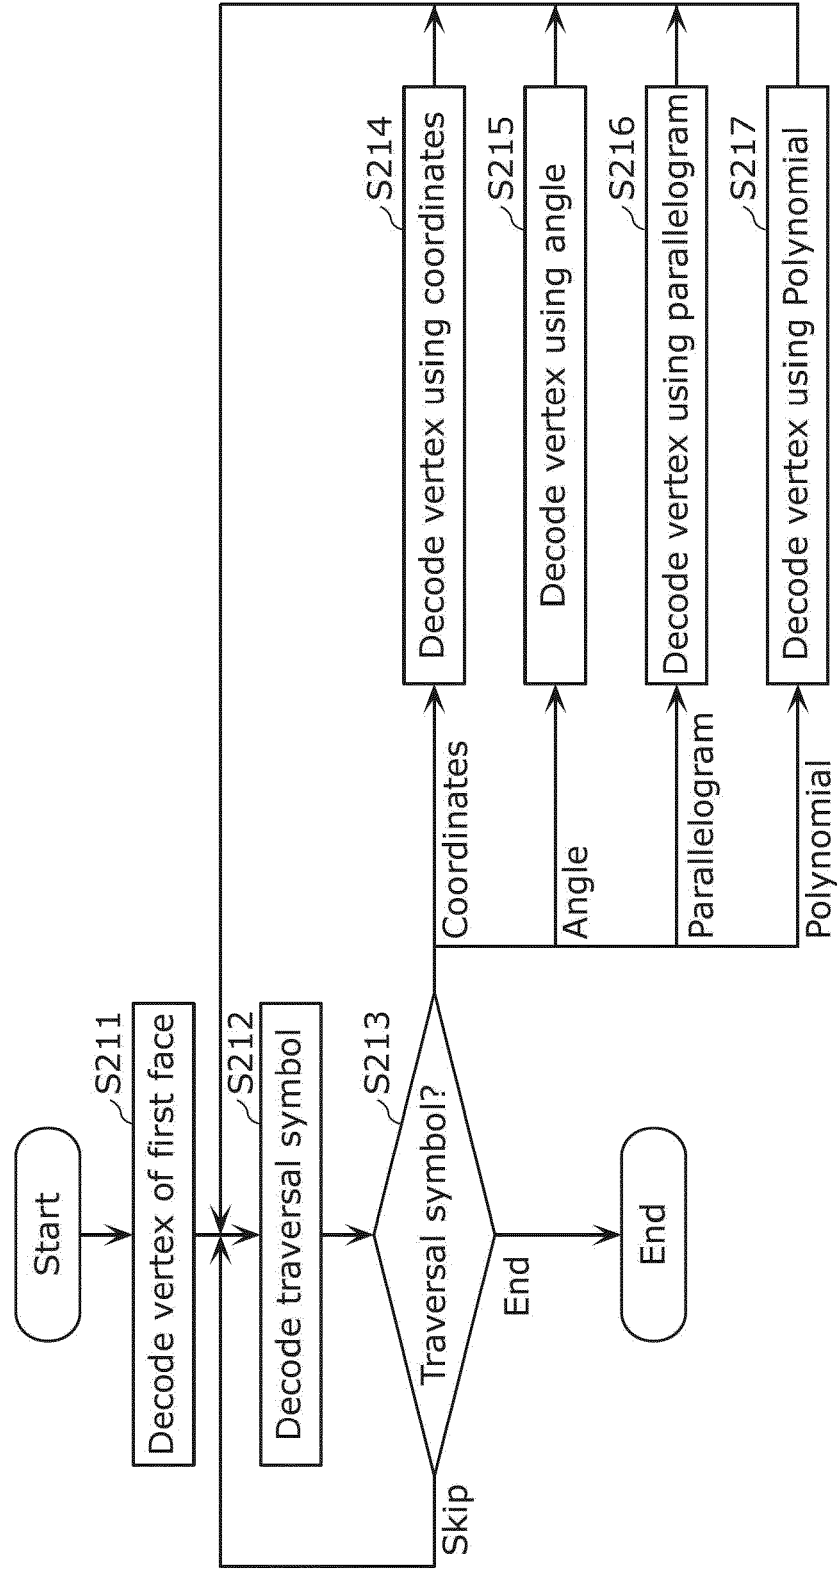 Start
S211
Decode vertex of first face
S212
Decode traversal symbol
S213
Traversal symbol?
Skip
End
End
Coordinates
S214
Decode vertex using coordinates
Angle
S215
Decode vertex using angle
Parallelogram
S216
Decode vertex using parallelogram
Polynomial
S217
Decode vertex using Polynomial